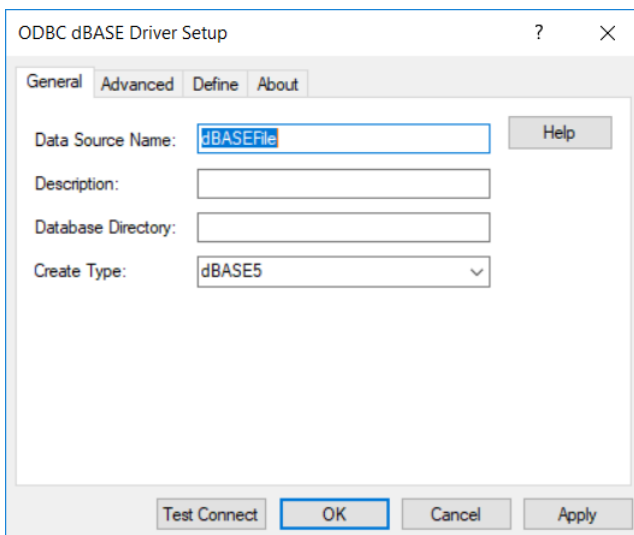 ODBC dBASE Driver Setup ?
General Advanced Define About
Data Source Name: dBASEFile Help
Description:
Database Directory:
Create Type: dBASE5
Test Connect OK Cancel Apply